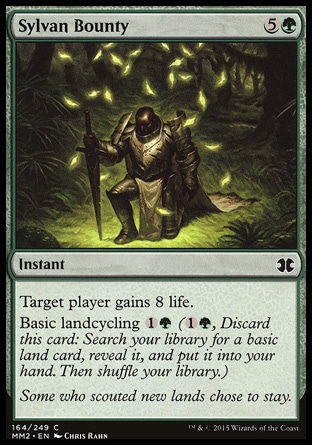 Sylvan Bounty 5
Instant
Target player gains 8 life.
Basic landcycling 1 (1, Discard
this card: Search your library for a basic
land card, reveal it, and put it into your
hand. Then shuffle your library.)
Some who scouted new lands chose to stay.
164/249 C
MM2 Chris Rahn ™ & © 2015 Wizards of the Coast